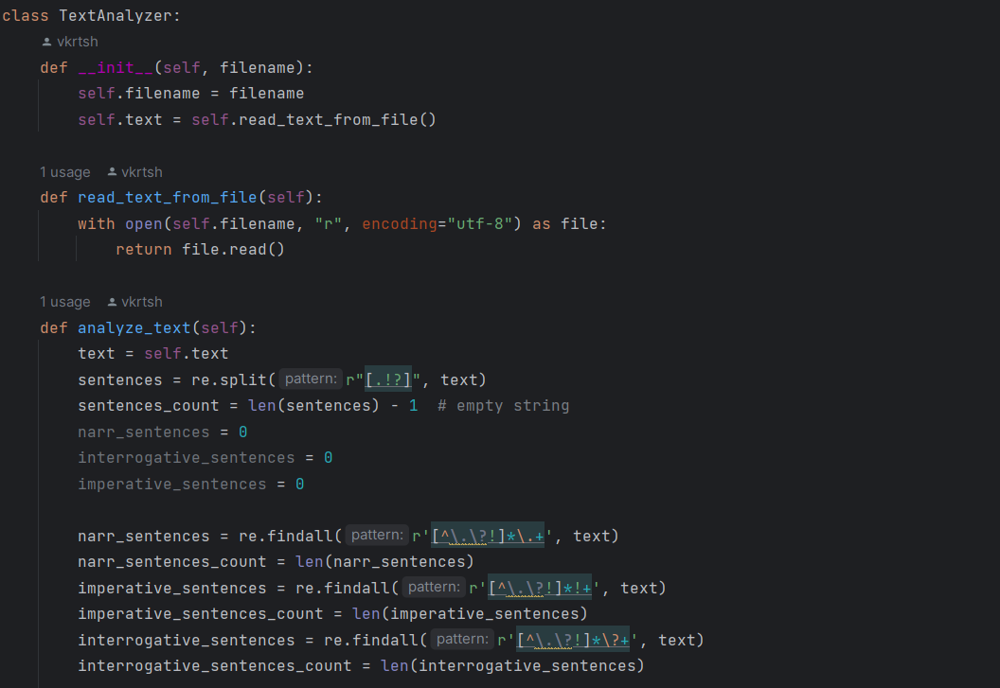 class TextAnalyzer:
vkrtsh
def __init__(self, filename):
self.filename = filename
self.text = self.read_text_from_file()
1 usage vkrtsh
def read_text_from_file(self):
with open(self.filename, "r", encoding="utf-8") as file:
return file.read()
1 usage vkrtsh
def analyze_text(self):
text = self.text
sentences = re.split( pattern: r"[.!?]", text)
sentences_count = len(sentences) - 1  # empty string
narr_sentences = 0
interrogative_sentences = 0
imperative_sentences = 0
narr_sentences = re.findall( pattern: r'[^\.\?!]*\.+', text)
narr_sentences_count = len(narr_sentences)
imperative_sentences = re.findall( pattern: r'[^\.\?!]*!+', text)
imperative_sentences_count = len(imperative_sentences)
interrogative_sentences = re.findall( pattern: r'[^\.\?!]*\?+', text)
interrogative_sentences_count = len(interrogative_sentences)